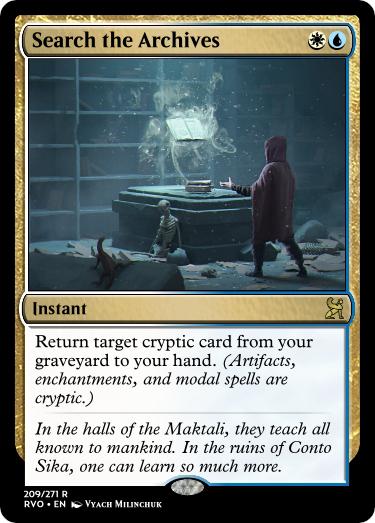 Search the Archives
Instant
Return target cryptic card from your
graveyard to your hand. (Artifacts,
enchantments, and modal spells are
cryptic.)
In the halls of the Maktali, they teach all
known to mankind. In the ruins of Conto
Sika, one can learn so much more.
209/271 R
RVO • EN Vyach Milinchuk